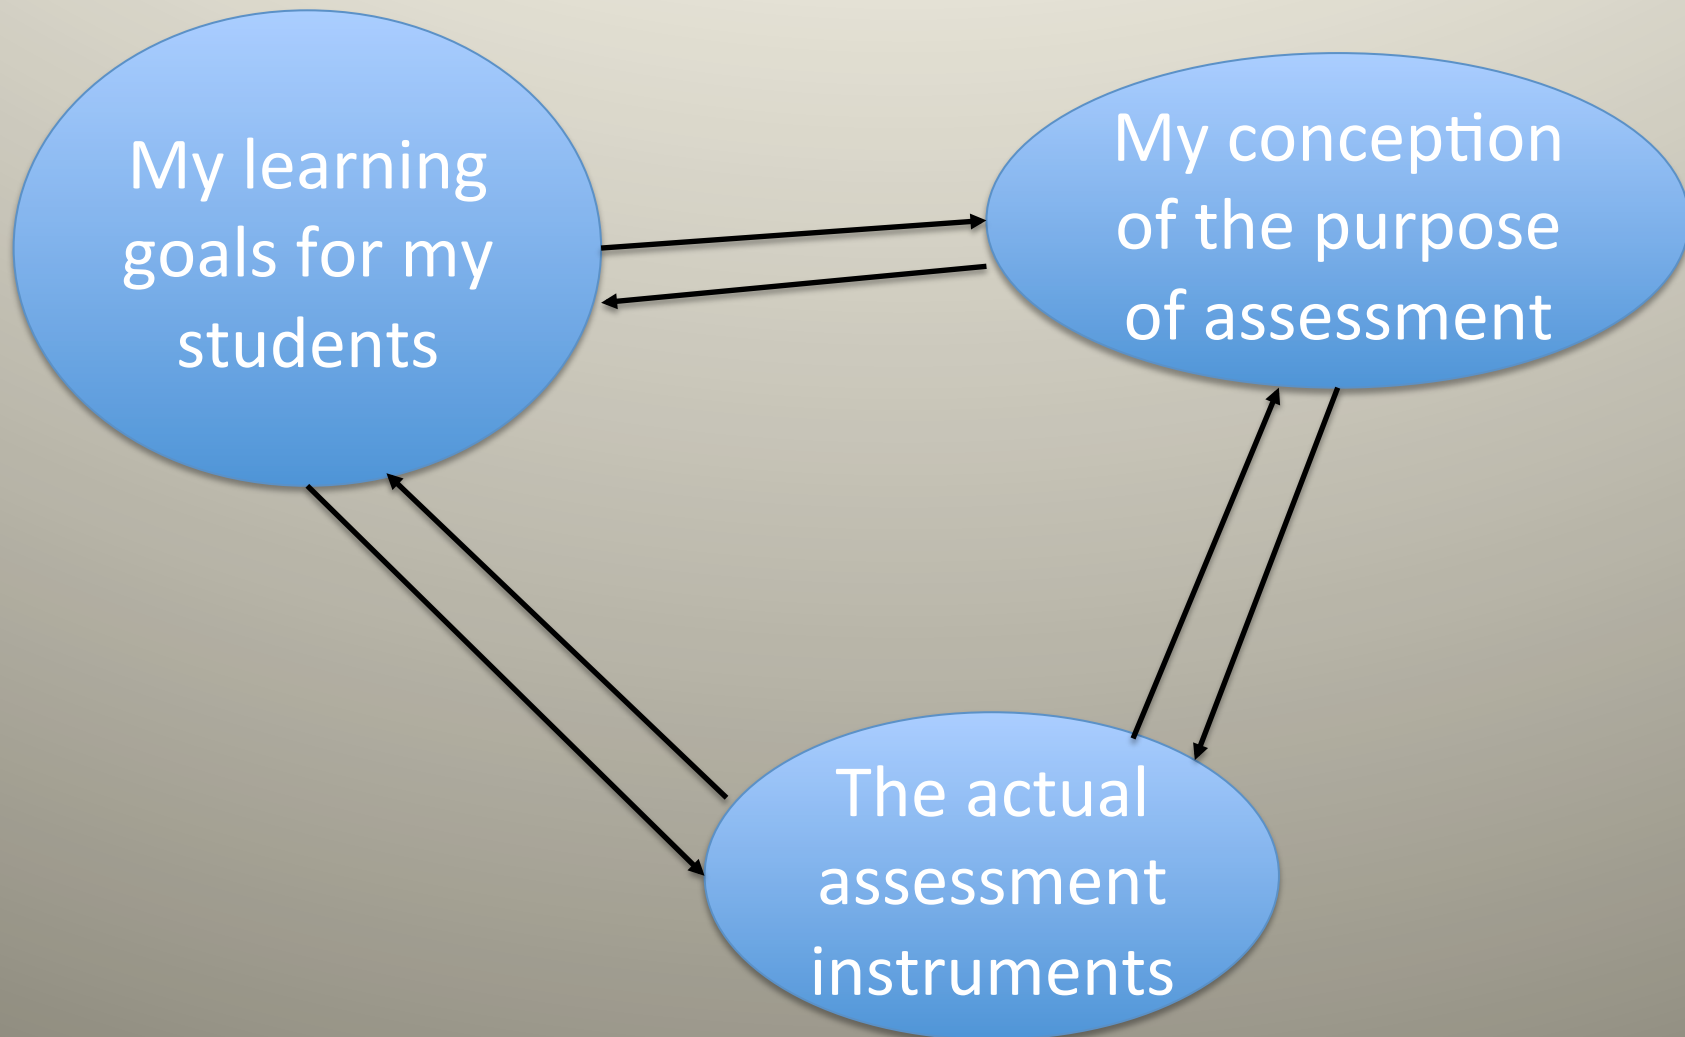 My learning
goals for my
students
My conception
of the purpose
of assessment
The actual
assessment
instruments